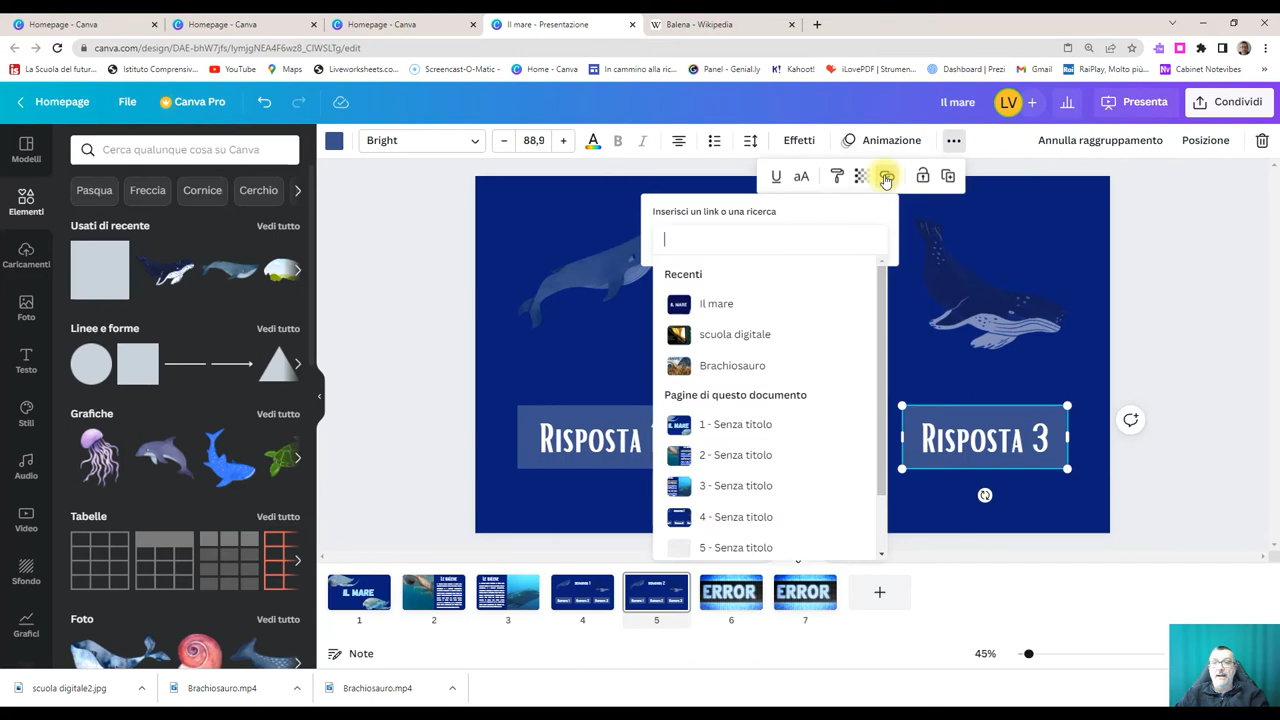 Homepage - Canva
Homepage - Canva
Homepage - Canva
Il mare - Presentazione
Balena - Wikipedia
canva.com/design/DAE-bhW7jfs/lymjgNEA4F6wz8_CIWSLTg/edit
La Scuola del futur...
Istituto Comprensiv...
YouTube
Maps
Liveworksheets.co...
Screencast-O-Matic -
Home - Canva
In cammino alla ric...
Panel - Genial.ly
Kahoot!
iLovePDF | Strumen...
Dashboard | Prezi
Gmail
RaiPlay, Molto più...
Cabinet Notevibes
Homepage
File
Canva Pro
Il mare
LV
Presenta
Condividi
Modelli
Elementi
Caricamenti
Foto
Testo
Stili
Audio
Video
Sfondo
Grafici
Cerca qualunque cosa su Canva
Pasqua
Freccia
Cornice
Cerchio
Usati di recente
Vedi tutto
Linee e forme
Vedi tutto
Grafiche
Vedi tutto
Tabelle
Vedi tutto
Foto
Vedi tutto
Bright
88,9
A
B
I
Effetti
Animazione
Annulla raggruppamento
Posizione
U
aA
Inserisci un link o una ricerca
Recenti
Il mare
scuola digitale
Brachiosauro
Pagine di questo documento
1 - Senza titolo
2 - Senza titolo
3 - Senza titolo
4 - Senza titolo
5 - Senza titolo
Risposta
Risposta 3
IL MARE
ERROR
ERROR
1
2
3
4
5
6
7
Note
45%
scuola digitale2.jpg
Brachiosauro.mp4
Brachiosauro.mp4